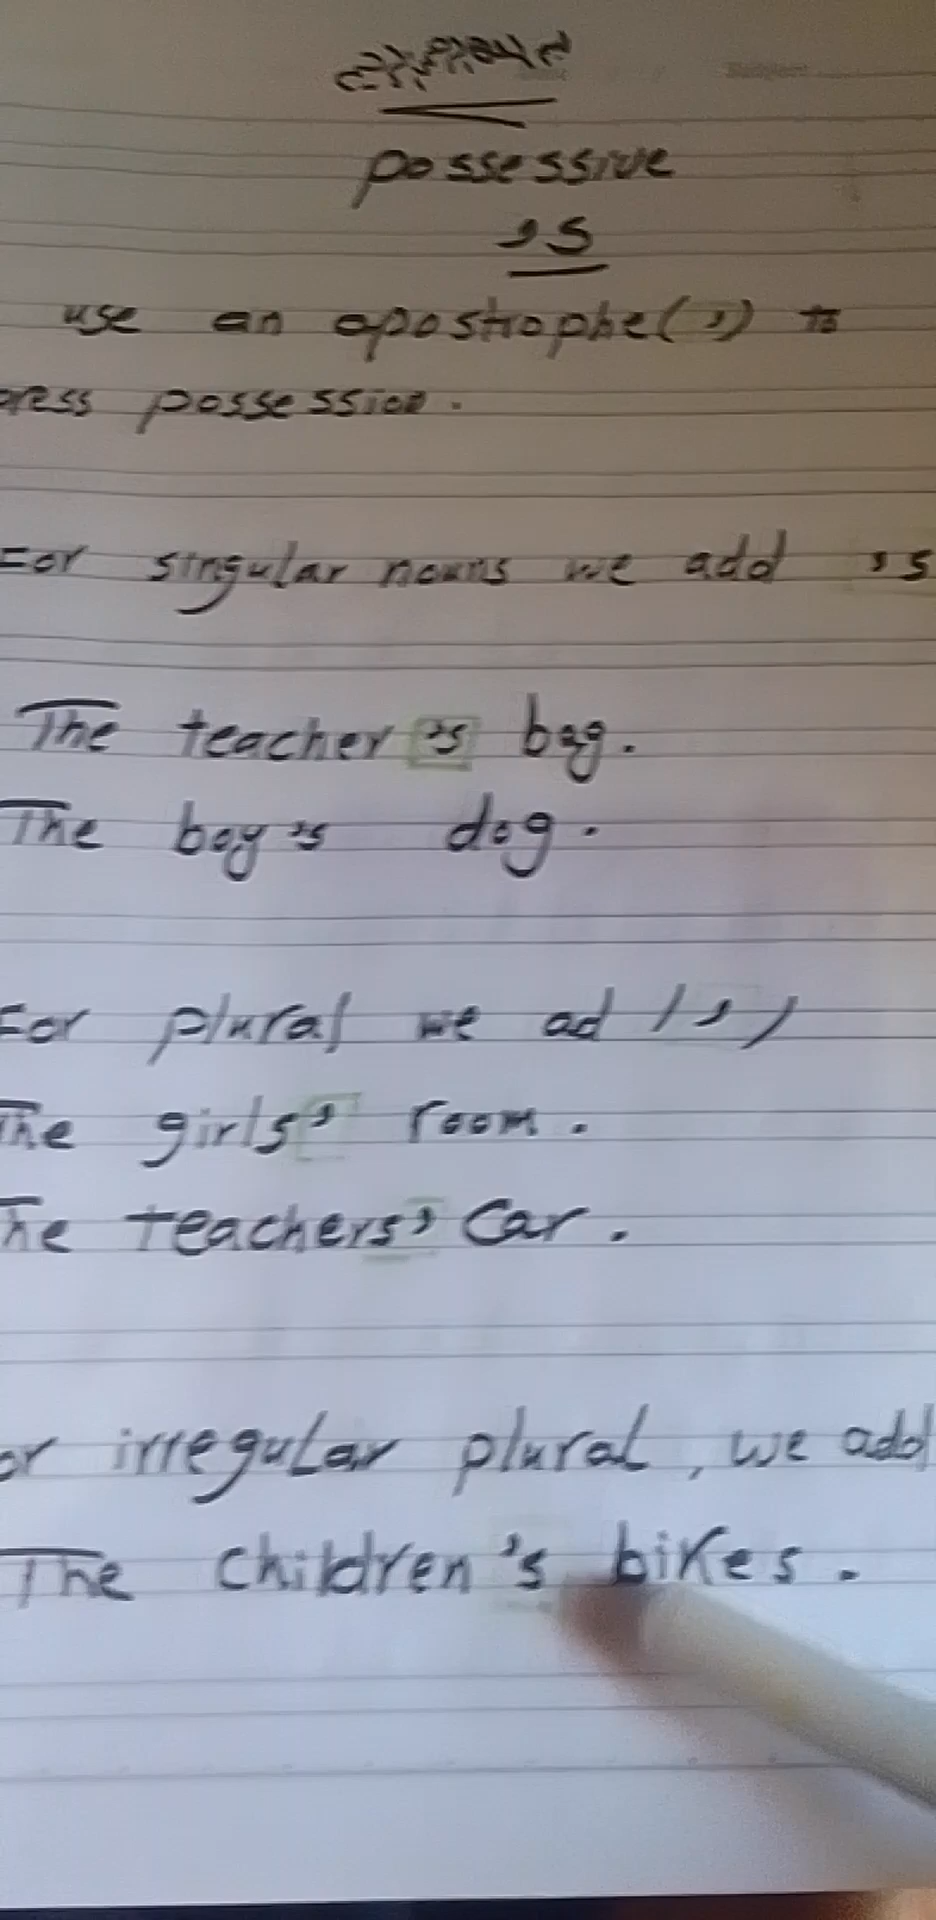 possessive
's
use an apostrophe(') to
press possession.
For singular nouns we add 's
The teacher's bag.
The boy's dog.
For plural we ad (')
The girls' room.
The teachers' car.
or irregular plural, we add
The children's bikes.